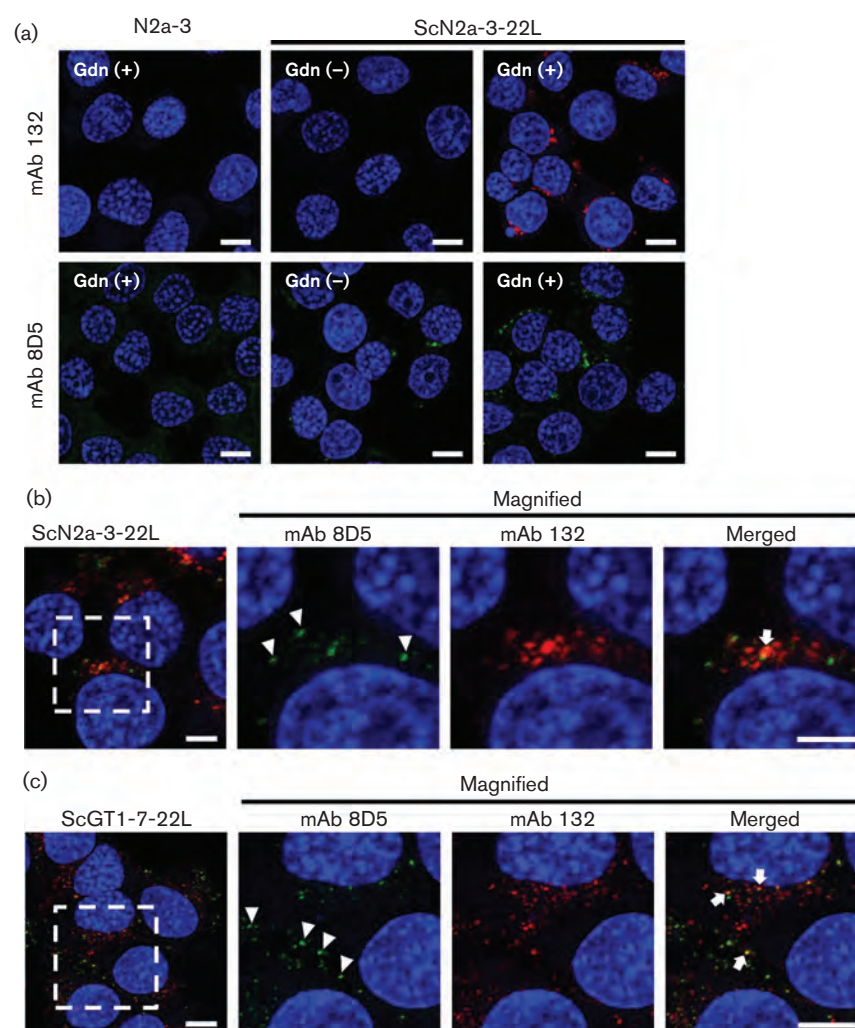 (a)
N2a-3
ScN2a-3-22L
mAb 132
Gdn (+)
Gdn (–)
Gdn (+)
mAb 8D5
Gdn (+)
Gdn (–)
Gdn (+)
(b)
Magnified
ScN2a-3-22L
mAb 8D5
mAb 132
Merged
(c)
Magnified
ScGT1-7-22L
mAb 8D5
mAb 132
Merged